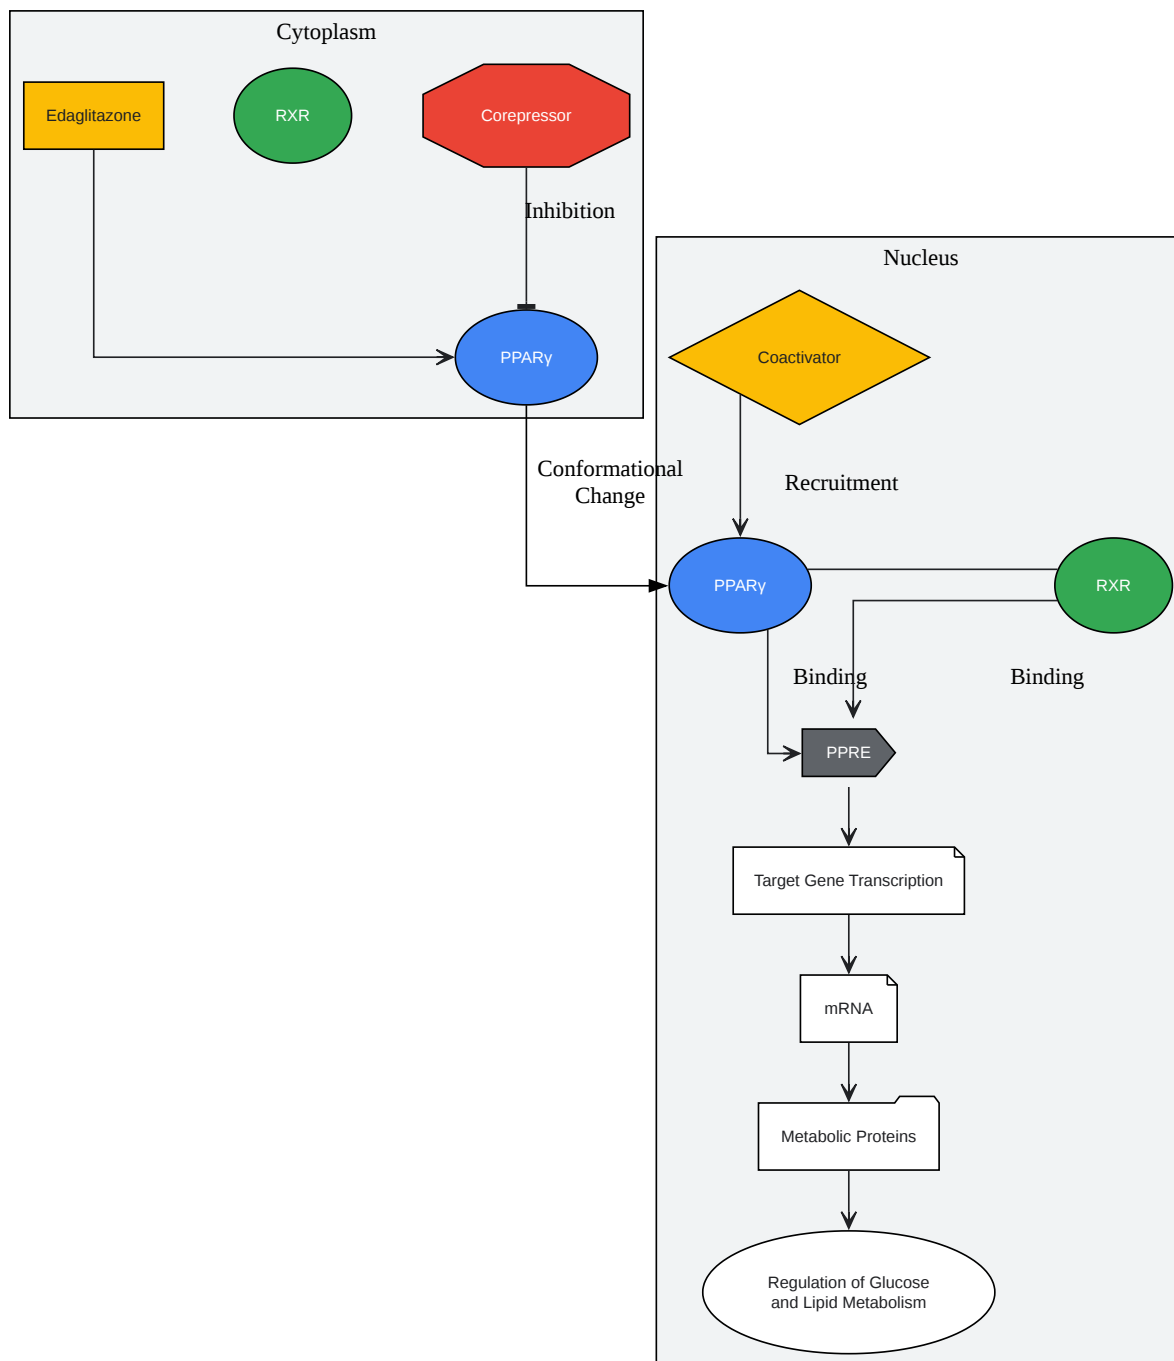 Cytoplasm
Edaglitazone
RXR
Corepressor
Inhibition
PPARγ
Conformational
Change
Nucleus
Coactivator
Recruitment
PPARγ
RXR
Binding
Binding
PPRE
Target Gene Transcription
mRNA
Metabolic Proteins
Regulation of Glucose
and Lipid Metabolism